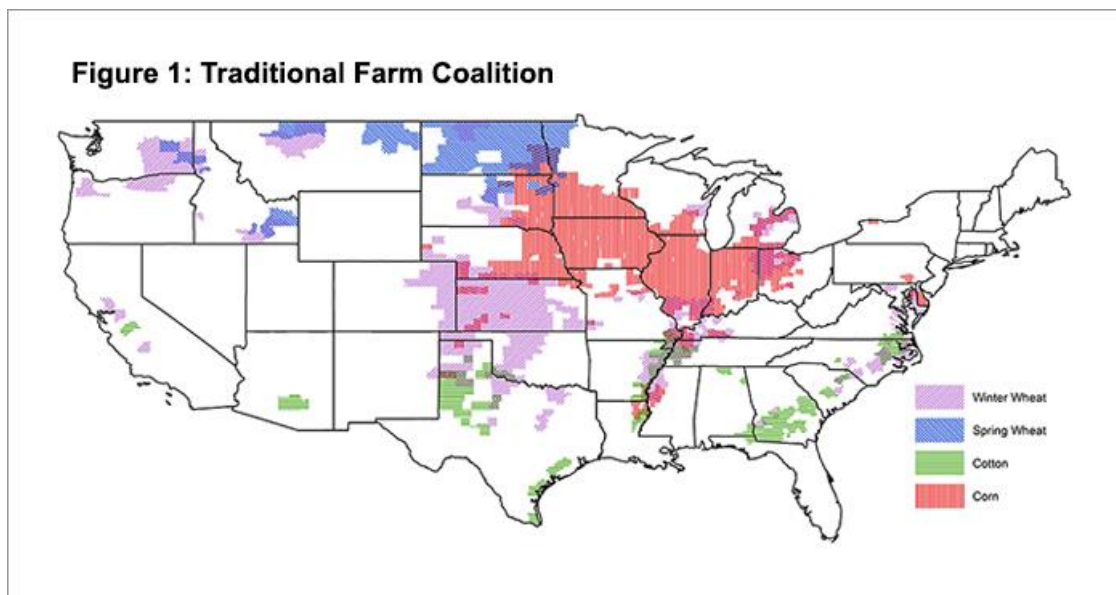 Figure 1: Traditional Farm Coalition
Winter Wheat
Spring Wheat
Cotton
Corn